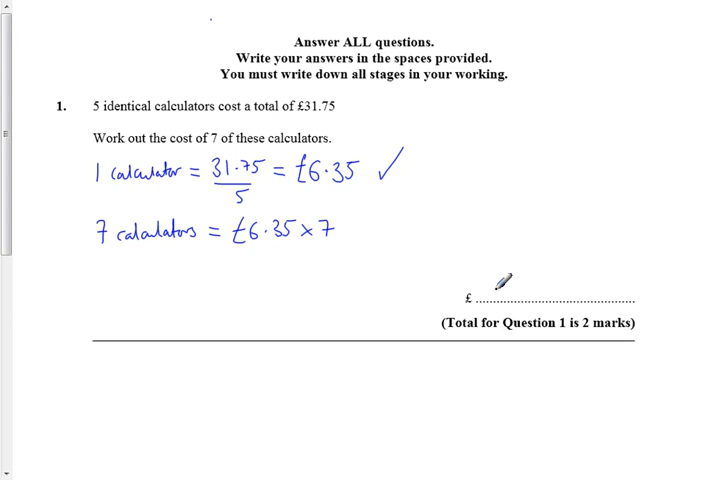 Answer ALL questions.
Write your answers in the spaces provided.
You must write down all stages in your working.
1. 5 identical calculators cost a total of £31.75
Work out the cost of 7 of these calculators.
1 calculator = 31.75/5 = £6.35 ✓
7 calculators = £6.35 × 7
£ ................................................
(Total for Question 1 is 2 marks)